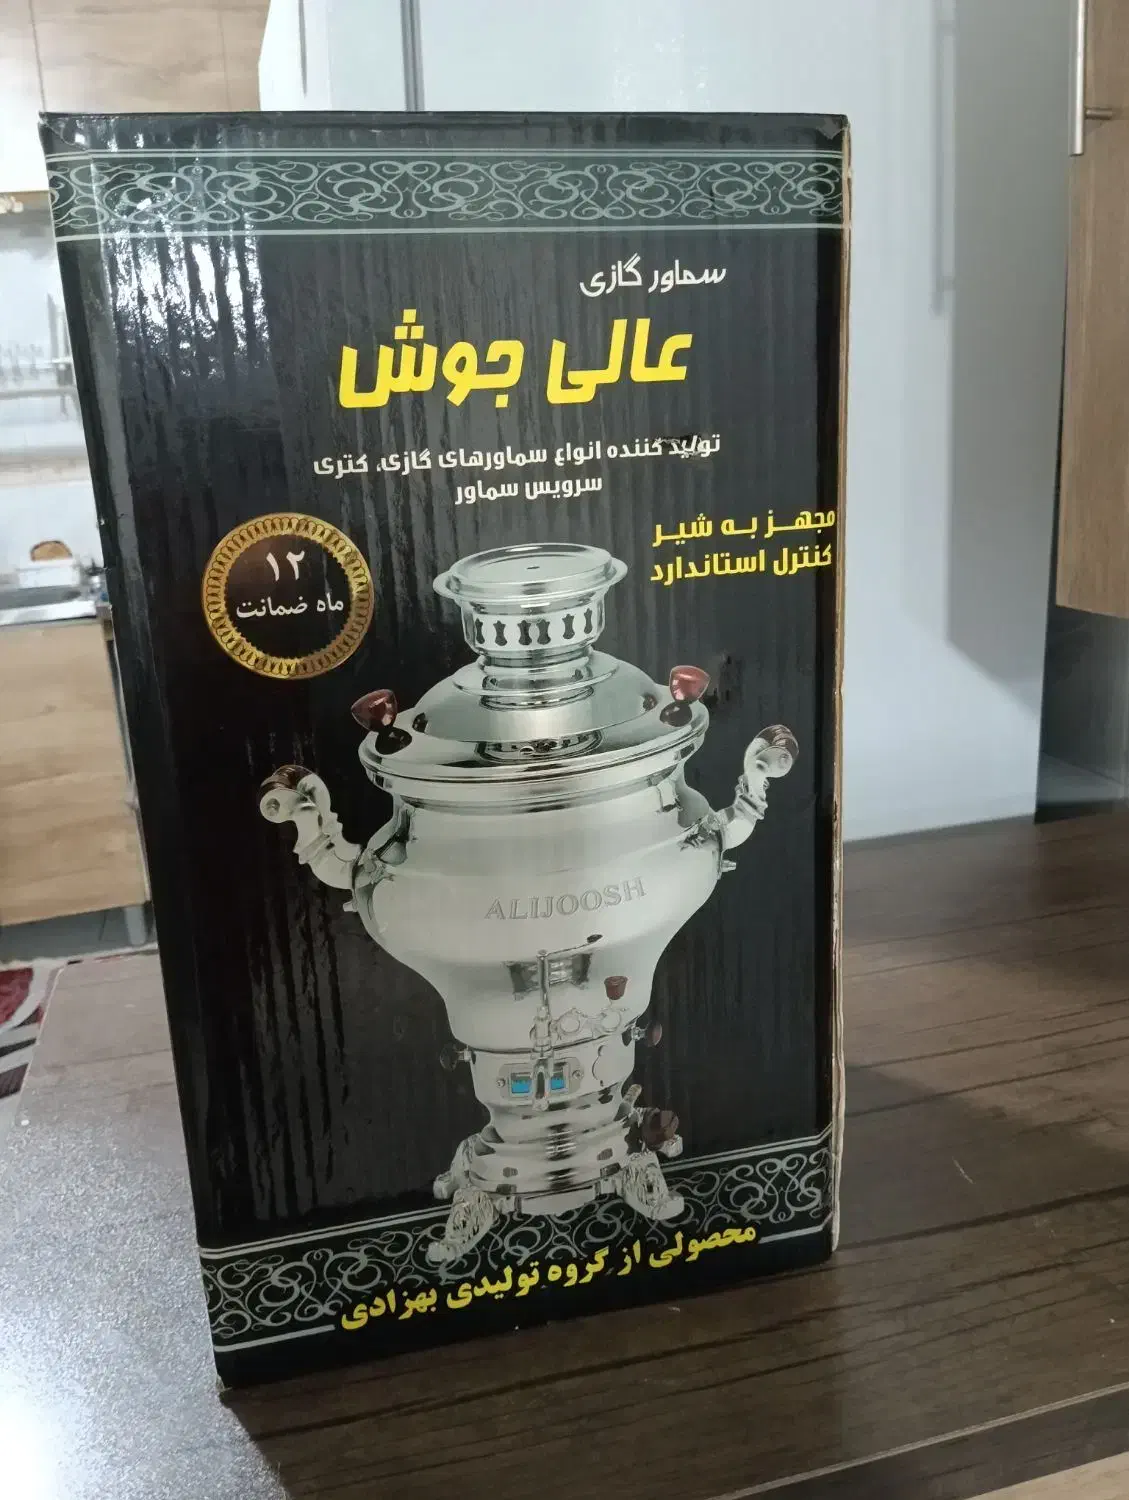 سماور گازی
عالی جوش
تولید کننده انواع سماورهای گازی، کتری
سرویس سماور
مجهز به شیر
کنترل استاندارد
۱۲
ماه ضمانت
ALIJOOSH
محصولی از گروه تولیدی بهزادی